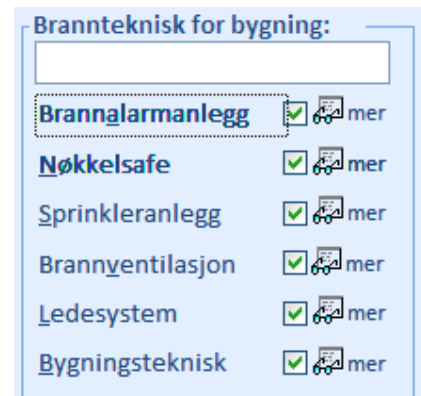 Brannteknisk for bygning:
Brannalarmanlegg mer
Nøkkelsafe mer
Sprinkleranlegg mer
Brannventilasjon mer
Ledesystem mer
Bygningsteknisk mer